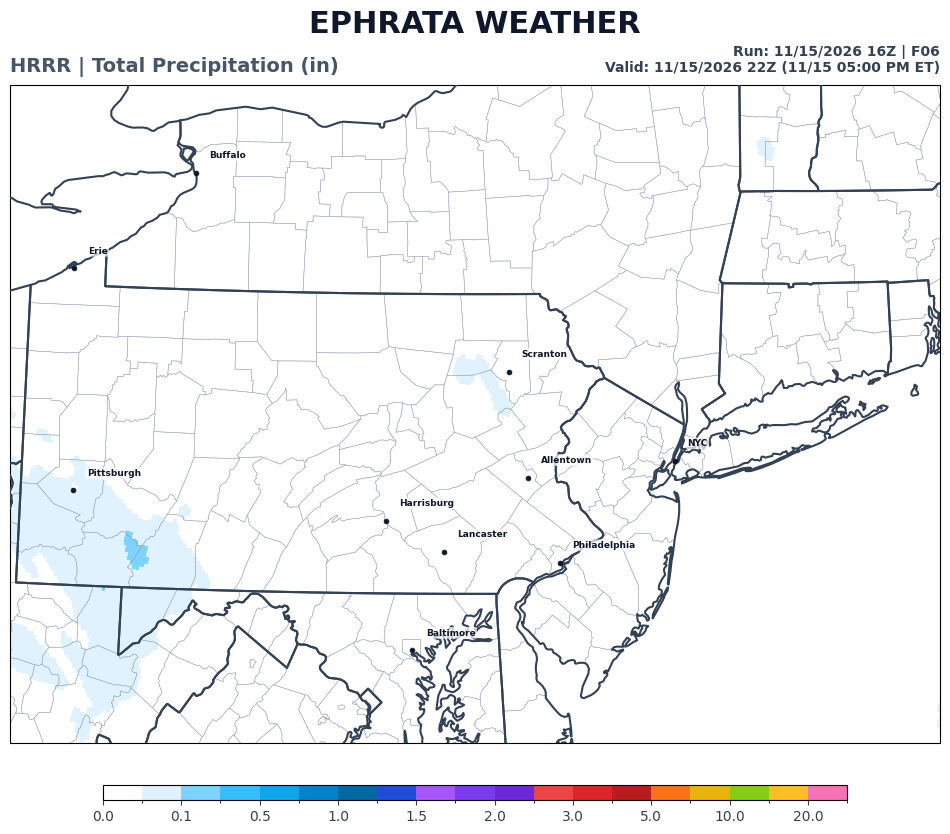 EPHRATA WEATHER
HRRR | Total Precipitation (in)
Run: 11/15/2026 16Z | F06
Valid: 11/15/2026 22Z (11/15 05:00 PM ET)
Buffalo
Erie
Scranton
NYC
Allentown
Pittsburgh
Harrisburg
Lancaster
Philadelphia
Baltimore
0.0 0.1 0.5 1.0 1.5 2.0 3.0 5.0 10.0 20.0